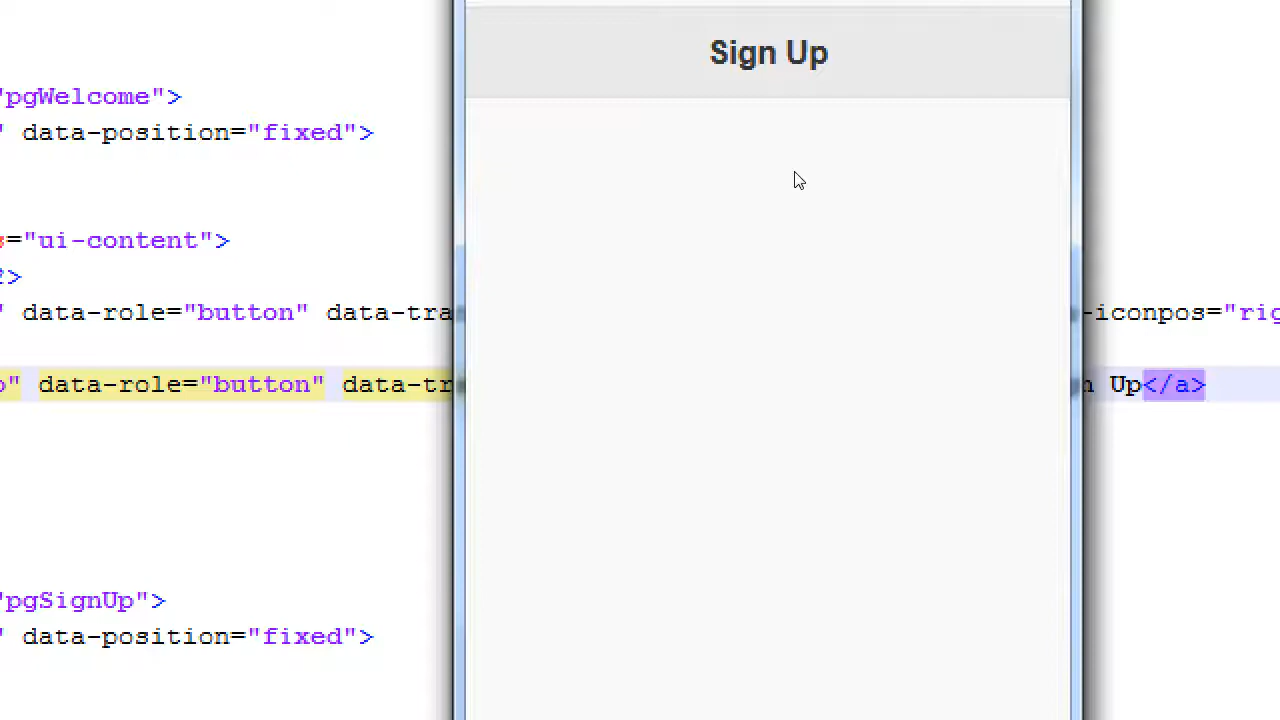 Sign Up
"pgWelcome">
" data-position="fixed">
="ui-content">
2>
" data-role="button" data-tra -iconpos="rig
" data-role="button" data-tr Up</a>
"pgSignUp">
" data-position="fixed">